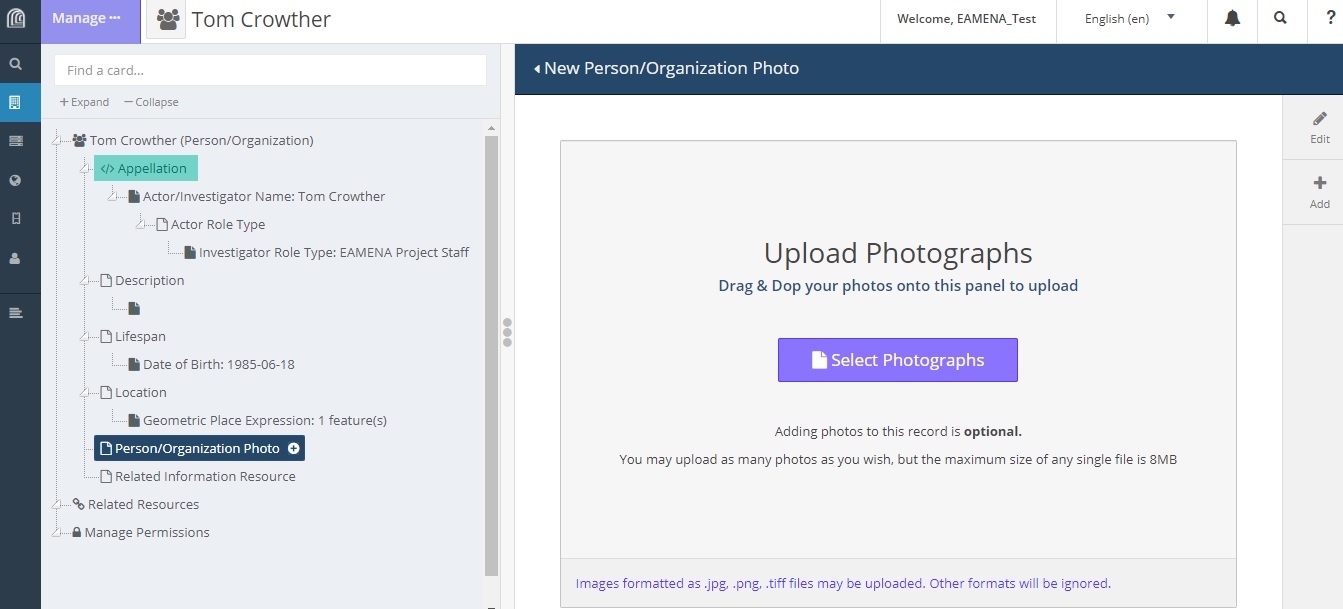 Manage ···
Tom Crowther
Welcome, EAMENA_Test
English (en)
?
Find a card...
+ Expand
− Collapse
Tom Crowther (Person/Organization)
</> Appellation
Actor/Investigator Name: Tom Crowther
Actor Role Type
Investigator Role Type: EAMENA Project Staff
Description
Lifespan
Date of Birth: 1985-06-18
Location
Geometric Place Expression: 1 feature(s)
Person/Organization Photo
Related Information Resource
Related Resources
Manage Permissions
New Person/Organization Photo
Upload Photographs
Drag & Dop your photos onto this panel to upload
Select Photographs
Adding photos to this record is optional.
You may upload as many photos as you wish, but the maximum size of any single file is 8MB
Images formatted as .jpg, .png, .tiff files may be uploaded. Other formats will be ignored.
Edit
Add